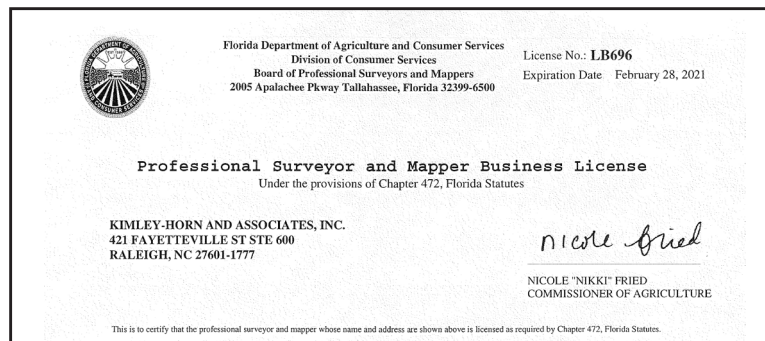 Florida Department of Agriculture and Consumer Services
Division of Consumer Services
Board of Professional Surveyors and Mappers
2005 Apalachee Pkway Tallahassee, Florida 32399-6500
License No.: LB696
Expiration Date February 28, 2021
Professional Surveyor and Mapper Business License
Under the provisions of Chapter 472, Florida Statutes
KIMLEY-HORN AND ASSOCIATES, INC.
421 FAYETTEVILLE ST STE 600
RALEIGH, NC 27601-1777
nicole fried
NICOLE "NIKKI" FRIED
COMMISSIONER OF AGRICULTURE
This is to certify that the professional surveyor and mapper whose name and address are shown above is licensed as required by Chapter 472, Florida Statutes.